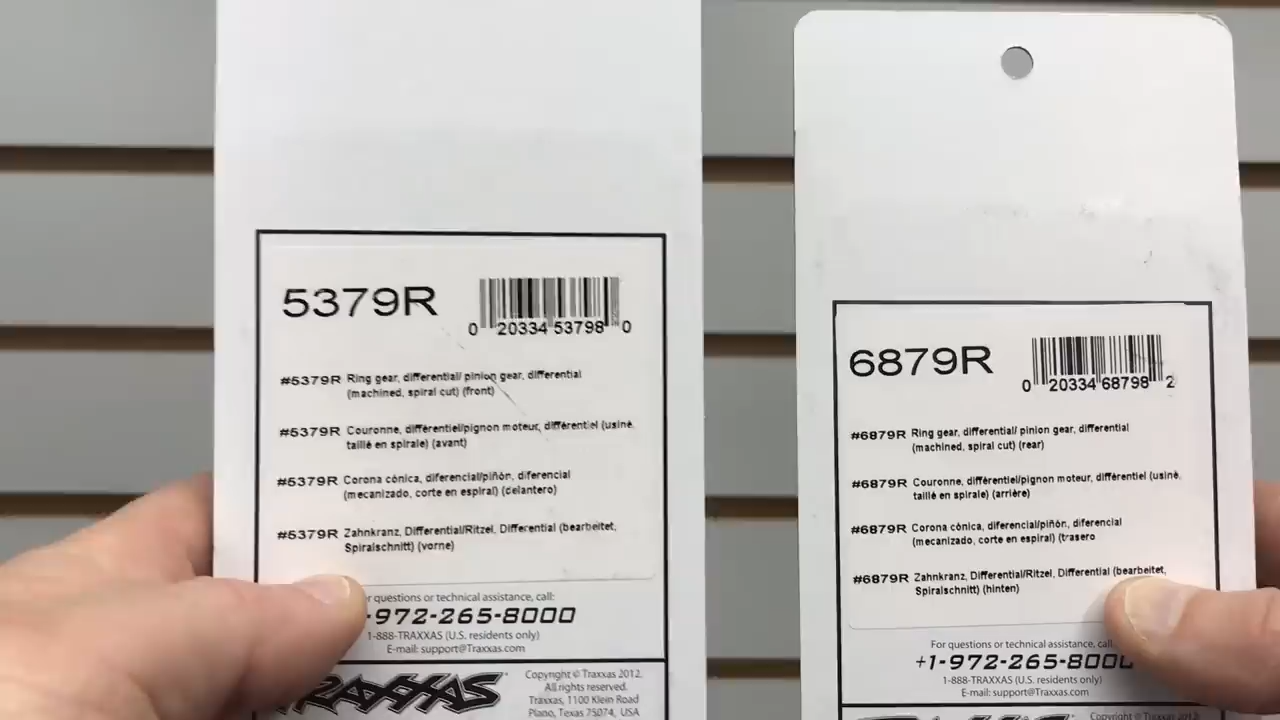 5379R
0 20334 53798 0
#5379R Ring gear, differential/ pinion gear, differential
(machined, spiral cut) (front)
#5379R Couronne, différentiel/pignon moteur, différentiel (usiné,
taillé en spirale) (avant)
#5379R Corona cónica, diferencial/piñón, diferencial
(mecanizado, corte en espiral) (delantero)
#5379R Zahnkranz, Differential/Ritzel, Differential (bearbeitet,
Spiralschnitt) (vorne)
questions or technical assistance, call:
-972-265-8000
1-888-TRAXXAS (U.S. residents only)
E-mail: support@Traxxas.com
TRAXXAS
Copyright © Traxxas 2012.
All rights reserved.
Traxxas, 1100 Klein Road
Plano, Texas 75074, USA
6879R
0 20334 68798 2
#6879R Ring gear, differential/ pinion gear, differential
(machined, spiral cut) (rear)
#6879R Couronne, différentiel/pignon moteur, différentiel (usiné,
taillé en spirale) (arrière)
#6879R Corona cónica, diferencial/piñón, diferencial
(mecanizado, corte en espiral) (trasero
#6879R Zahnkranz, Differential/Ritzel, Differential (bearbeitet,
Spiralschnitt) (hinten)
For questions or technical assistance, call
+1-972-265-8000
1-888-TRAXXAS (U.S. residents only)
E-mail: support@Traxxas.com
Copyright © Traxxas 2012.